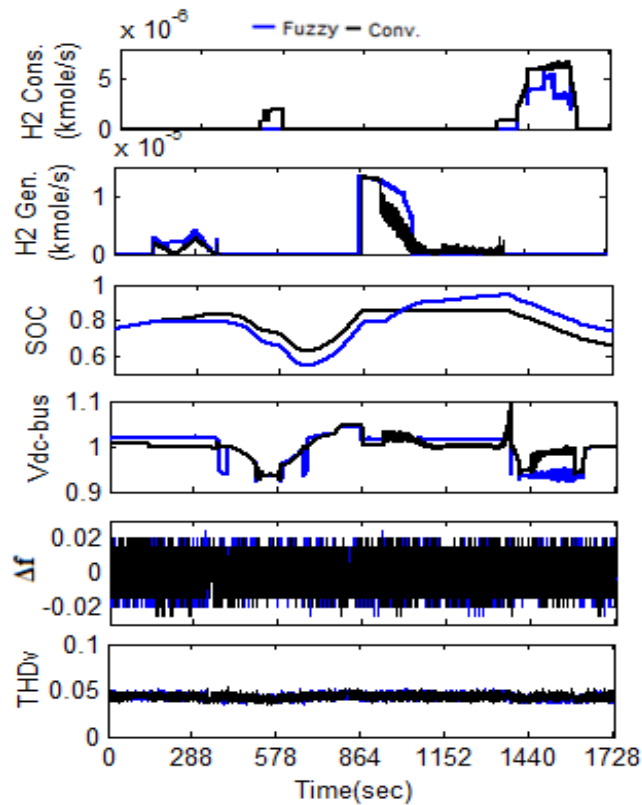 x 10⁻⁶
Fuzzy Conv.
H2 Cons.
(kmole/s)
5
0
x 10⁻⁵
H2 Gen.
(kmole/s)
1
0
SOC
1
0.8
0.6
Vdc-bus
1.1
1
0.9
Δf
0.02
0
-0.02
THDv
0.1
0.05
0
0 288 578 864 1152 1440 1728
Time(sec)